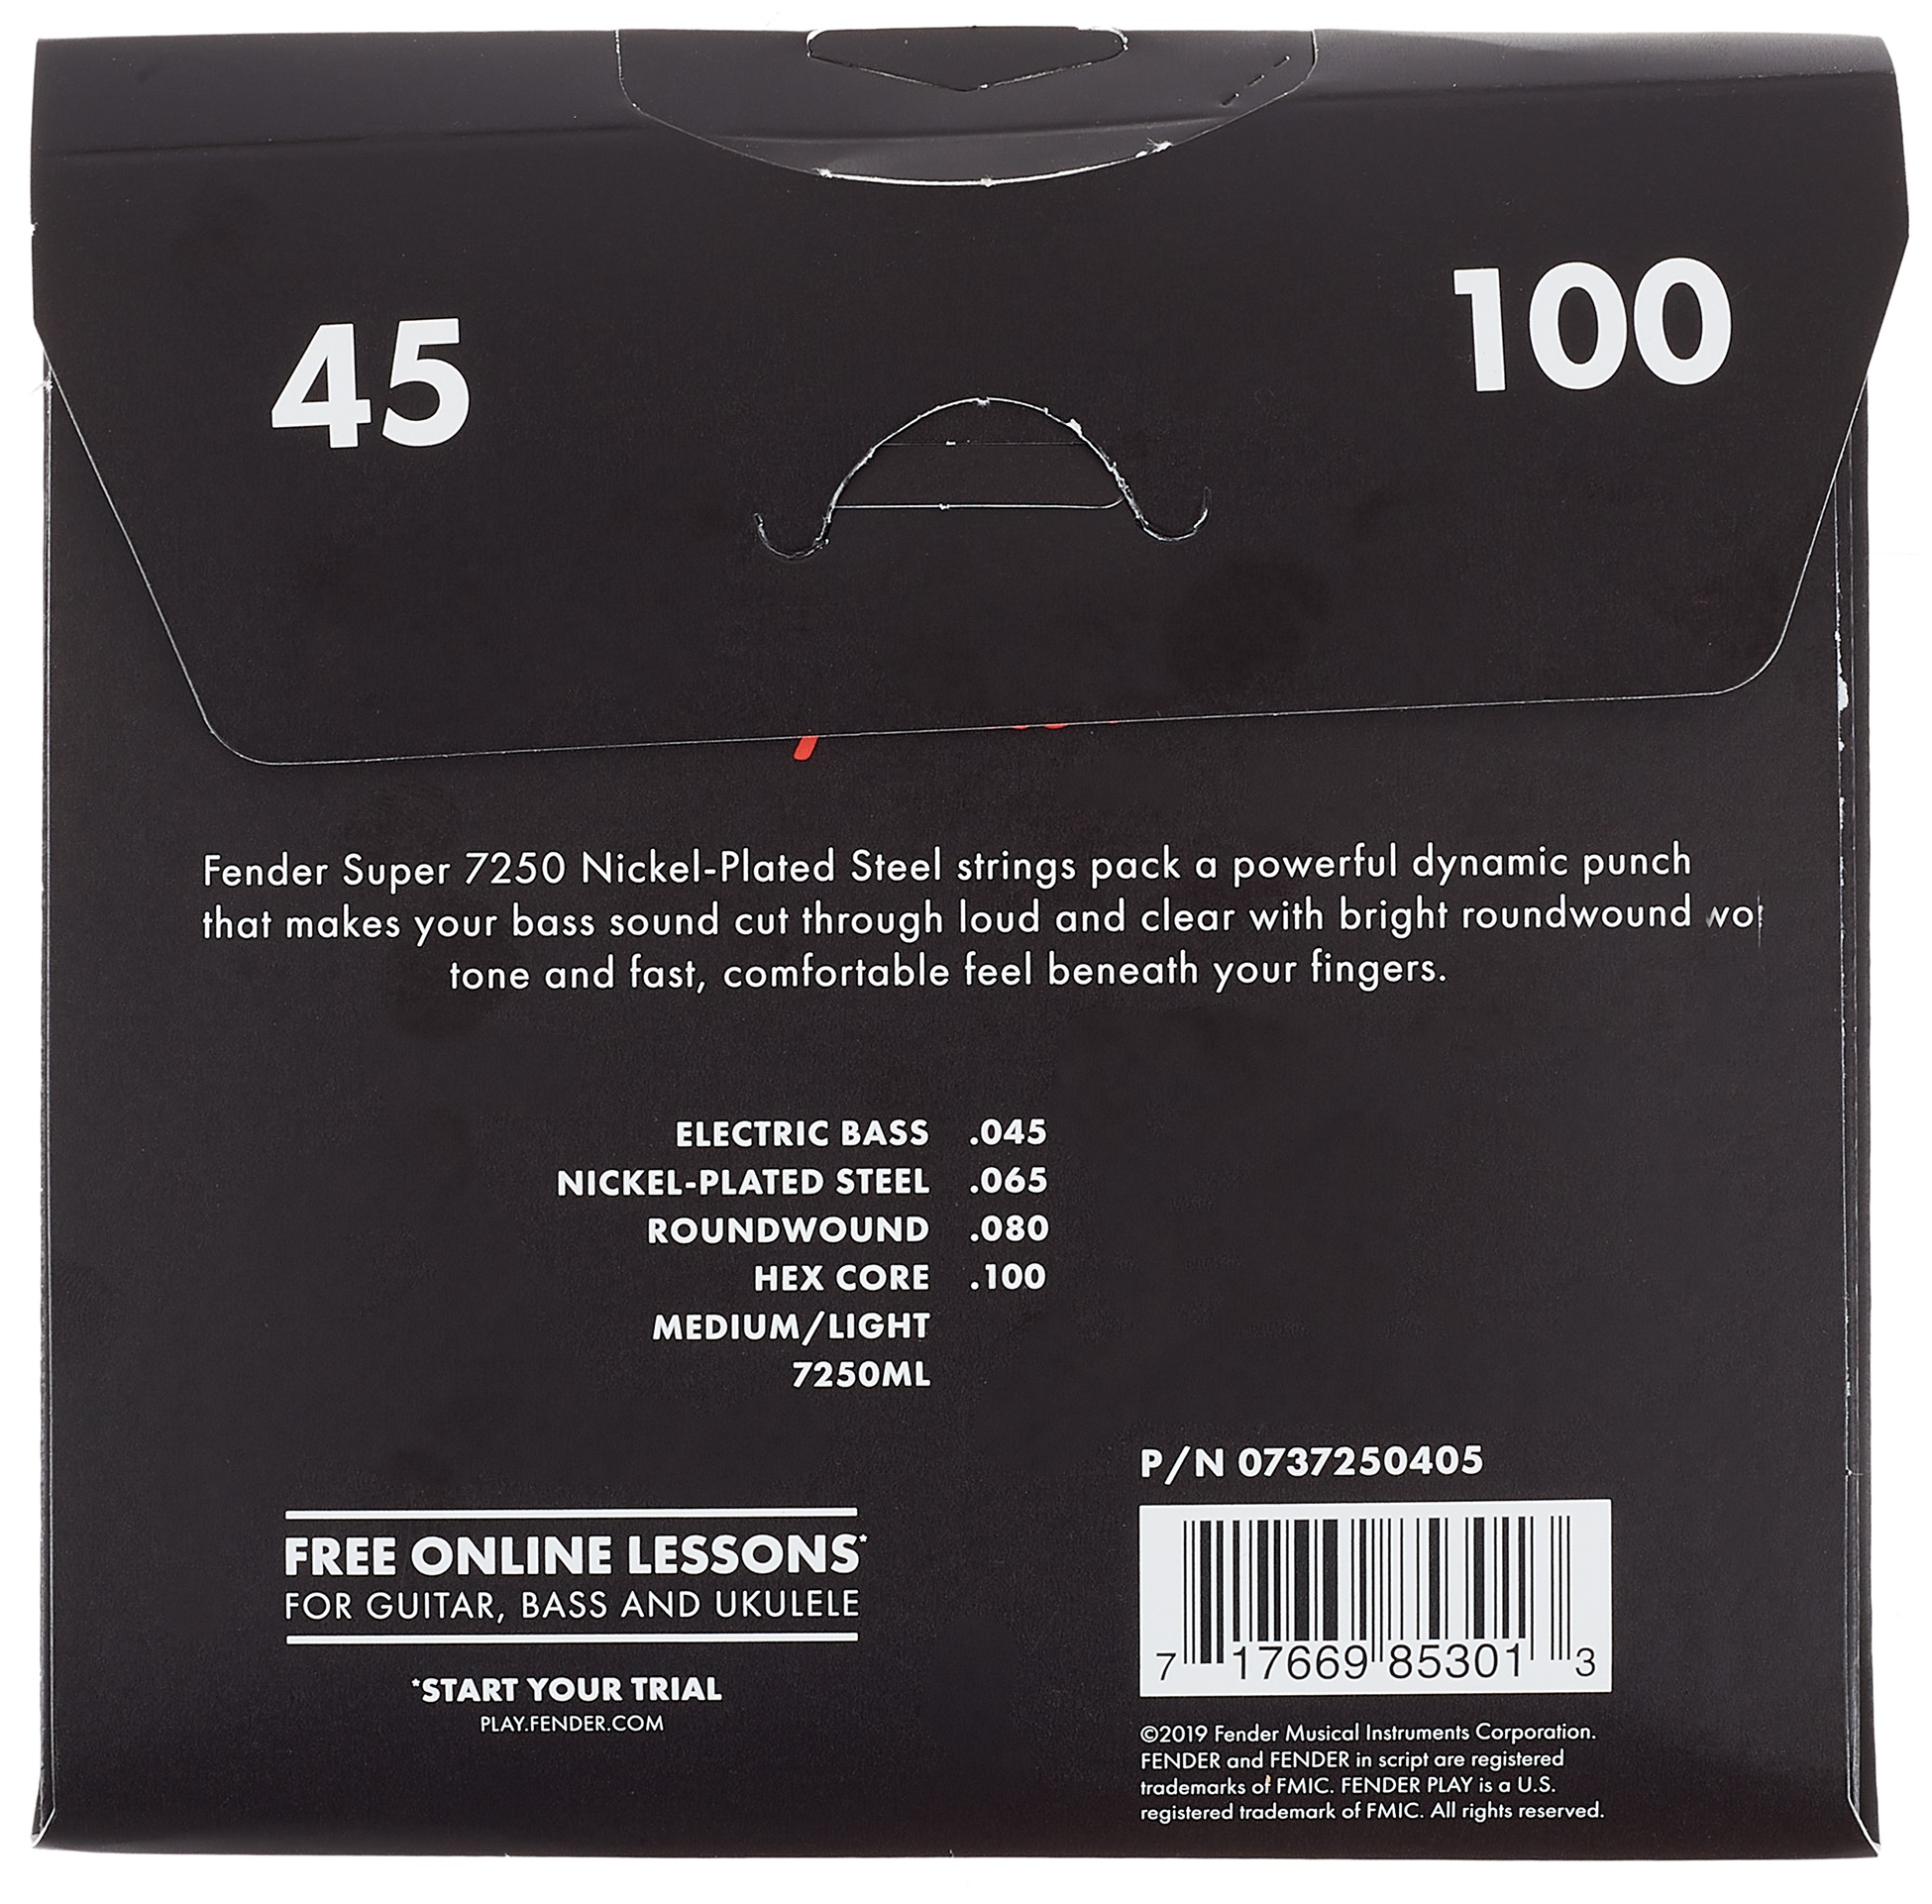 45
100
Fender Super 7250 Nickel-Plated Steel strings pack a powerful dynamic punch
that makes your bass sound cut through loud and clear with bright roundwound
tone and fast, comfortable feel beneath your fingers.
ELECTRIC BASS .045
NICKEL-PLATED STEEL .065
ROUNDWOUND .080
HEX CORE .100
MEDIUM/LIGHT
7250ML
P/N 0737250405
FREE ONLINE LESSONS*
FOR GUITAR, BASS AND UKULELE
*START YOUR TRIAL
PLAY.FENDER.COM
7 17669 85301 3
©2019 Fender Musical Instruments Corporation.
FENDER and FENDER in script are registered
trademarks of FMIC. FENDER PLAY is a U.S.
registered trademark of FMIC. All rights reserved.